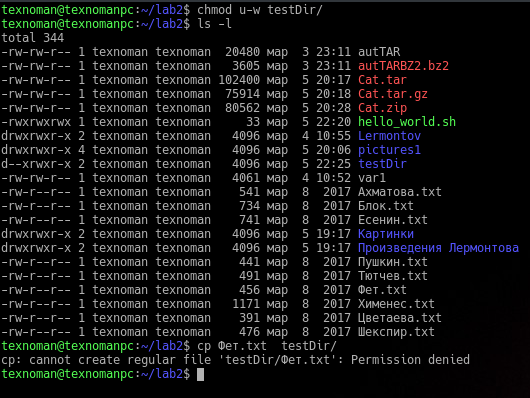 texnoman@texnomanpc:~/lab2$ chmod u-w testDir/
texnoman@texnomanpc:~/lab2$ ls -l
total 344
-rw-rw-r-- 1 texnoman texnoman  20480 мар  3 23:11 autTAR
-rw-rw-r-- 1 texnoman texnoman   3605 мар  3 23:11 autTARBZ2.bz2
-rw-rw-r-- 1 texnoman texnoman 102400 мар  5 20:17 Cat.tar
-rw-rw-r-- 1 texnoman texnoman  75914 мар  5 20:18 Cat.tar.gz
-rw-rw-r-- 1 texnoman texnoman  80562 мар  5 20:28 Cat.zip
-rwxrwxrwx 1 texnoman texnoman     33 мар  5 22:20 hello_world.sh
drwxrwxr-x 2 texnoman texnoman   4096 мар  4 10:55 Lermontov
drwxrwxr-x 4 texnoman texnoman   4096 мар  5 20:06 pictures1
d--xrwxr-x 2 texnoman texnoman   4096 мар  5 22:25 testDir
-rw-r--r-- 1 texnoman texnoman   4061 мар  4 10:52 var1
-rw-r--r-- 1 texnoman texnoman    541 мар  8  2017 Ахматова.txt
-rw-r--r-- 1 texnoman texnoman    734 мар  8  2017 Блок.txt
-rw-r--r-- 1 texnoman texnoman    741 мар  8  2017 Есенин.txt
drwxrwxr-x 2 texnoman texnoman   4096 мар  5 19:17 Картинки
drwxrwxr-x 2 texnoman texnoman   4096 мар  5 19:17 Произведения Лермонтова
-rw-r--r-- 1 texnoman texnoman    441 мар  8  2017 Пушкин.txt
-rw-r--r-- 1 texnoman texnoman    491 мар  8  2017 Тютчев.txt
-rw-r--r-- 1 texnoman texnoman    456 мар  8  2017 Фет.txt
-rw-r--r-- 1 texnoman texnoman   1171 мар  8  2017 Хименес.txt
-rw-r--r-- 1 texnoman texnoman    391 мар  8  2017 Цветаева.txt
-rw-r--r-- 1 texnoman texnoman    476 мар  8  2017 Шекспир.txt
texnoman@texnomanpc:~/lab2$ cp Фет.txt  testDir/
cp: cannot create regular file 'testDir/Фет.txt': Permission denied
texnoman@texnomanpc:~/lab2$